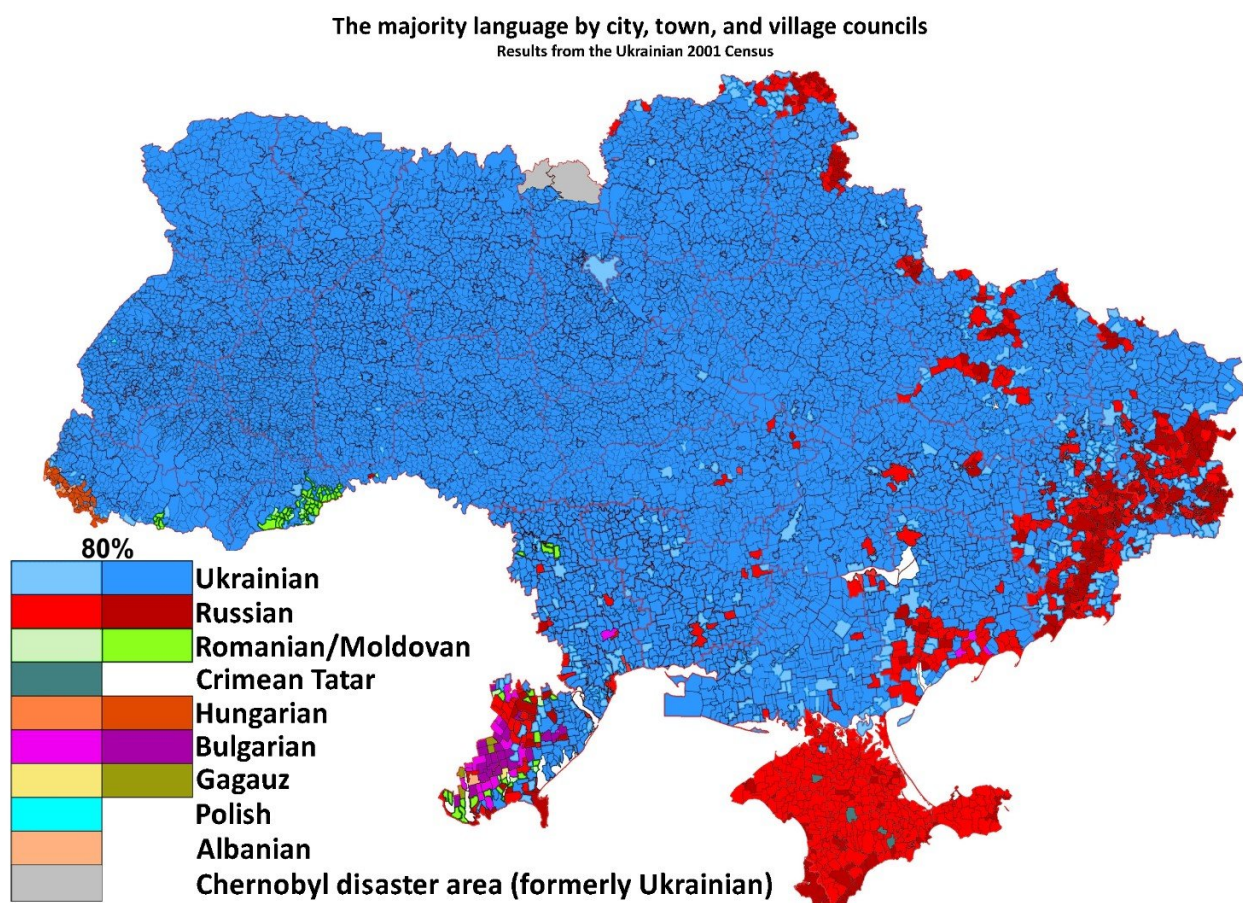 The majority language by city, town, and village councils
Results from the Ukrainian 2001 Census
80%
Ukrainian
Russian
Romanian/Moldovan
Crimean Tatar
Hungarian
Bulgarian
Gagauz
Polish
Albanian
Chernobyl disaster area (formerly Ukrainian)